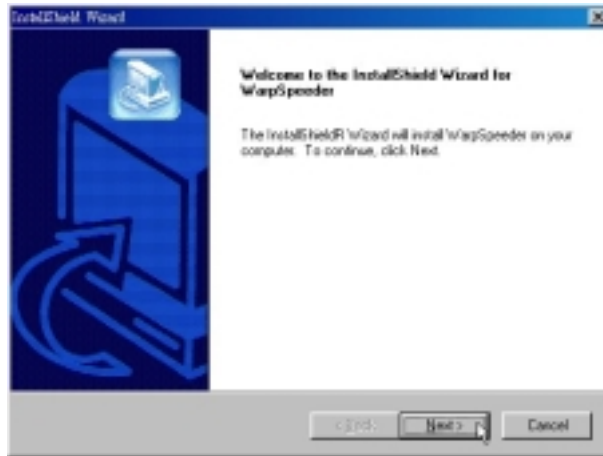 InstallShield Wizard
Welcome to the InstallShield Wizard for
WarpSpeeder
The InstallShieldR Wizard will install WarpSpeeder on your
computer. To continue, click Next.
< Back
Next >
Cancel